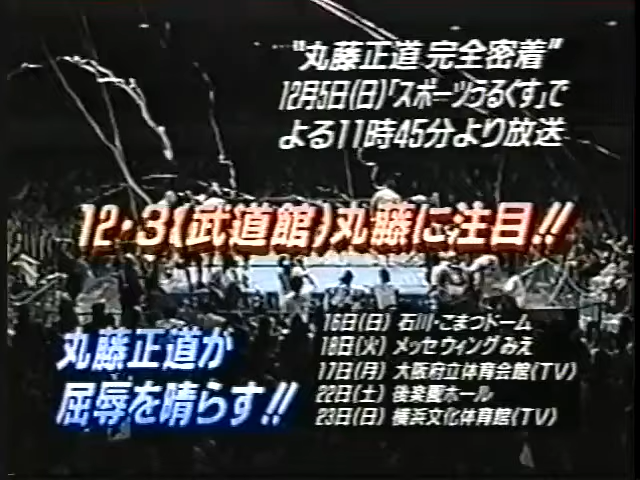 "丸藤正道 完全密着"
12月5日(日)「スポーツうるぐす」で
よる11時45分より放送
12・3(武道館)丸藤に注目!!
丸藤正道が
屈辱を晴らす!!
16日(日) 石川・こまつドーム
18日(火) メッセウィングみえ
17日(月) 大阪府立体育会館(TV)
22日(土) 後楽園ホール
23日(日) 横浜文化体育館(TV)